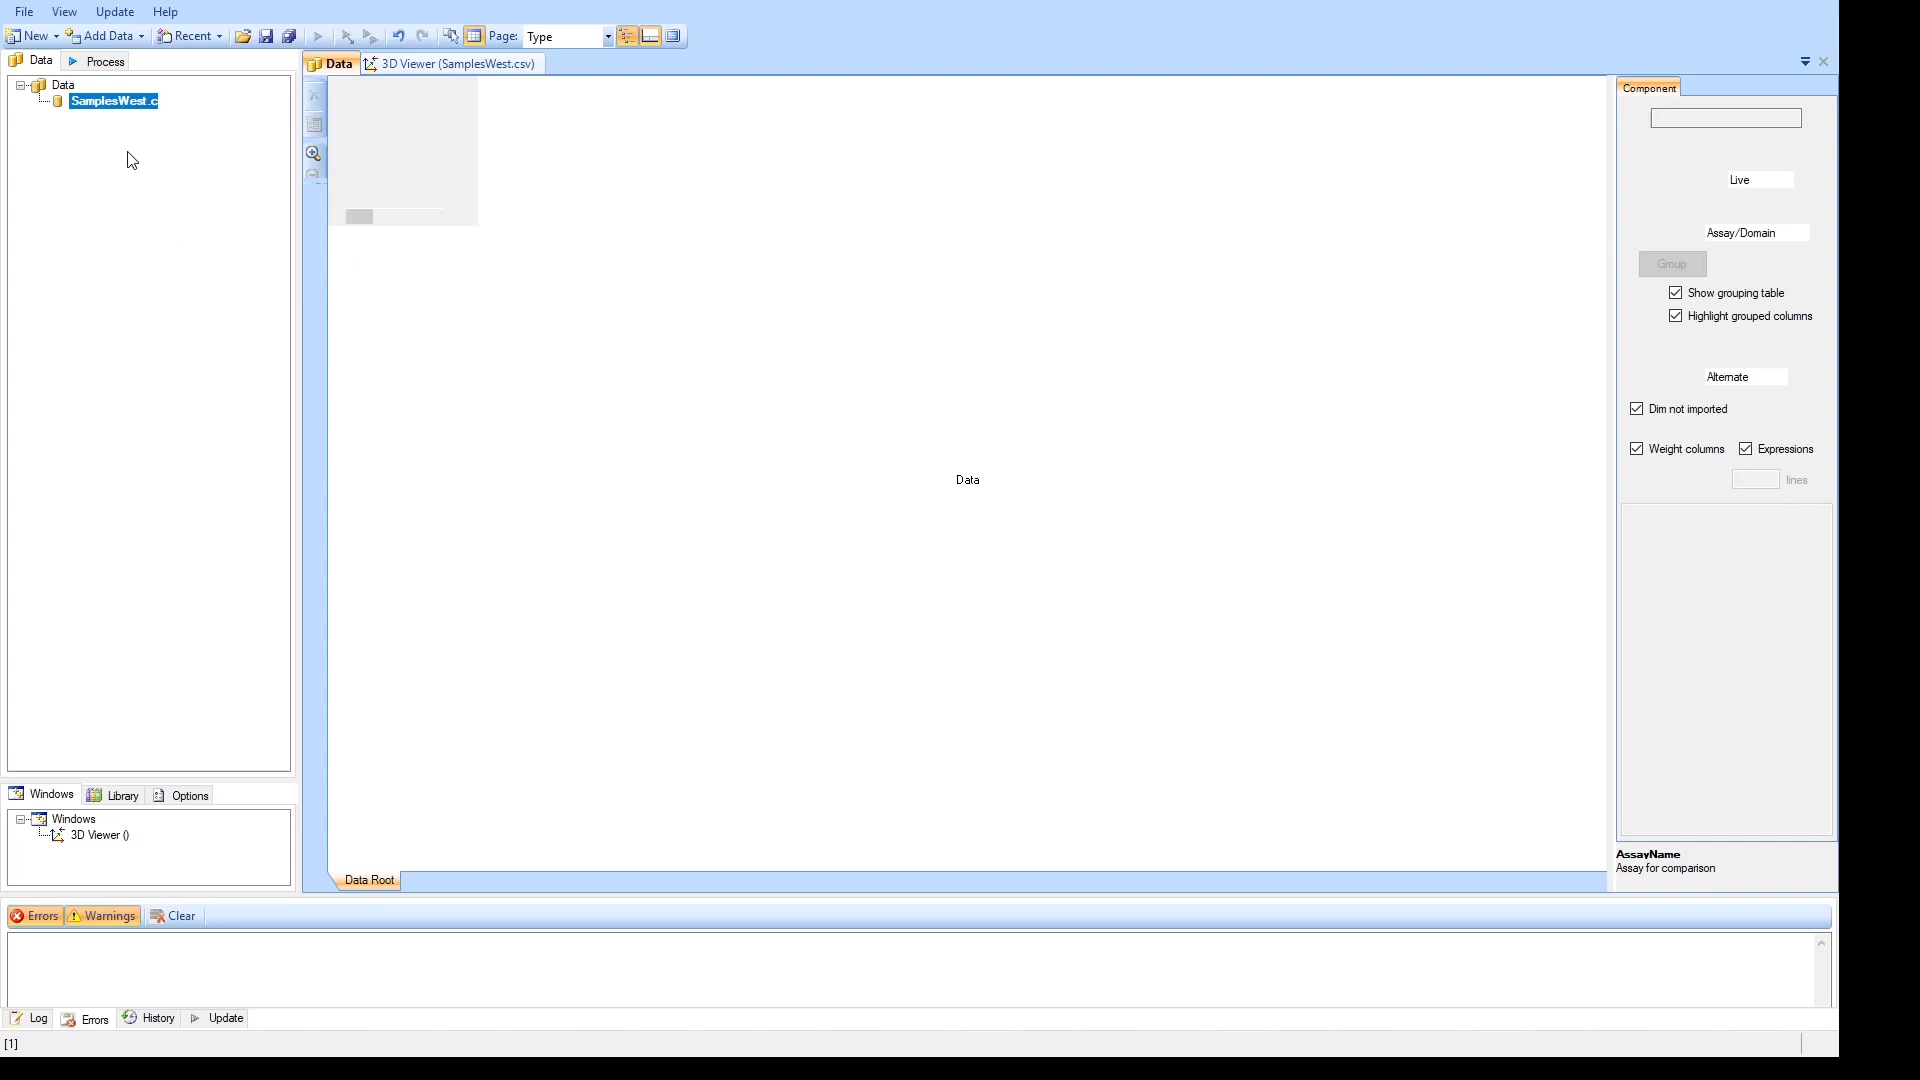 File View Update Help
New Add Data Recent Page: Type
Data Process
Data 3D Viewer (SamplesWest.csv)
Data
SamplesWest.c
Component
Live
Assay/Domain
Group
Show grouping table
Highlight grouped columns
Alternate
Dim not imported
Weight columns Expressions
lines
Data
AssayName
Assay for comparison
Data Root
Windows Library Options
Windows
3D Viewer ()
Errors Warnings Clear
Log Errors History Update
[1]